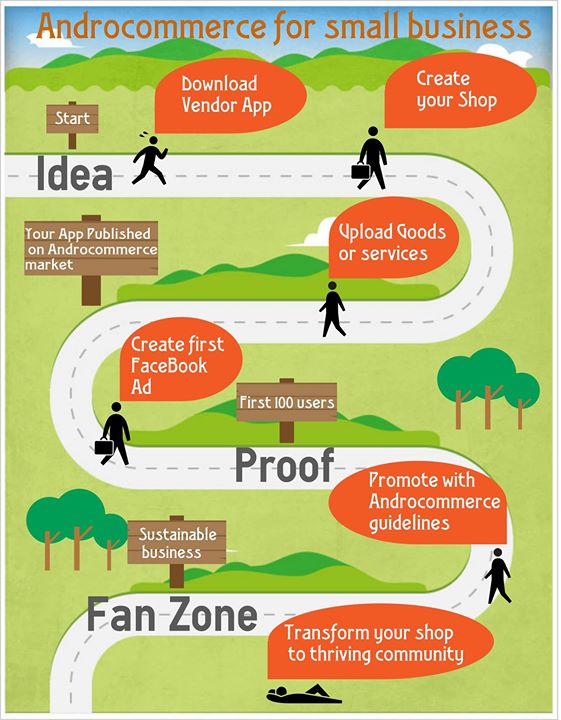 Androcommerce for small business
Download
Vendor App
Create
your Shop
Start
Idea
Your App Published
on Androcommerce
market
Upload Goods
or services
Create first
FaceBook
Ad
First 100 users
Proof
Promote with
Androcommerce
guidelines
Sustainable
business
Fan Zone
Transform your shop
to thriving community